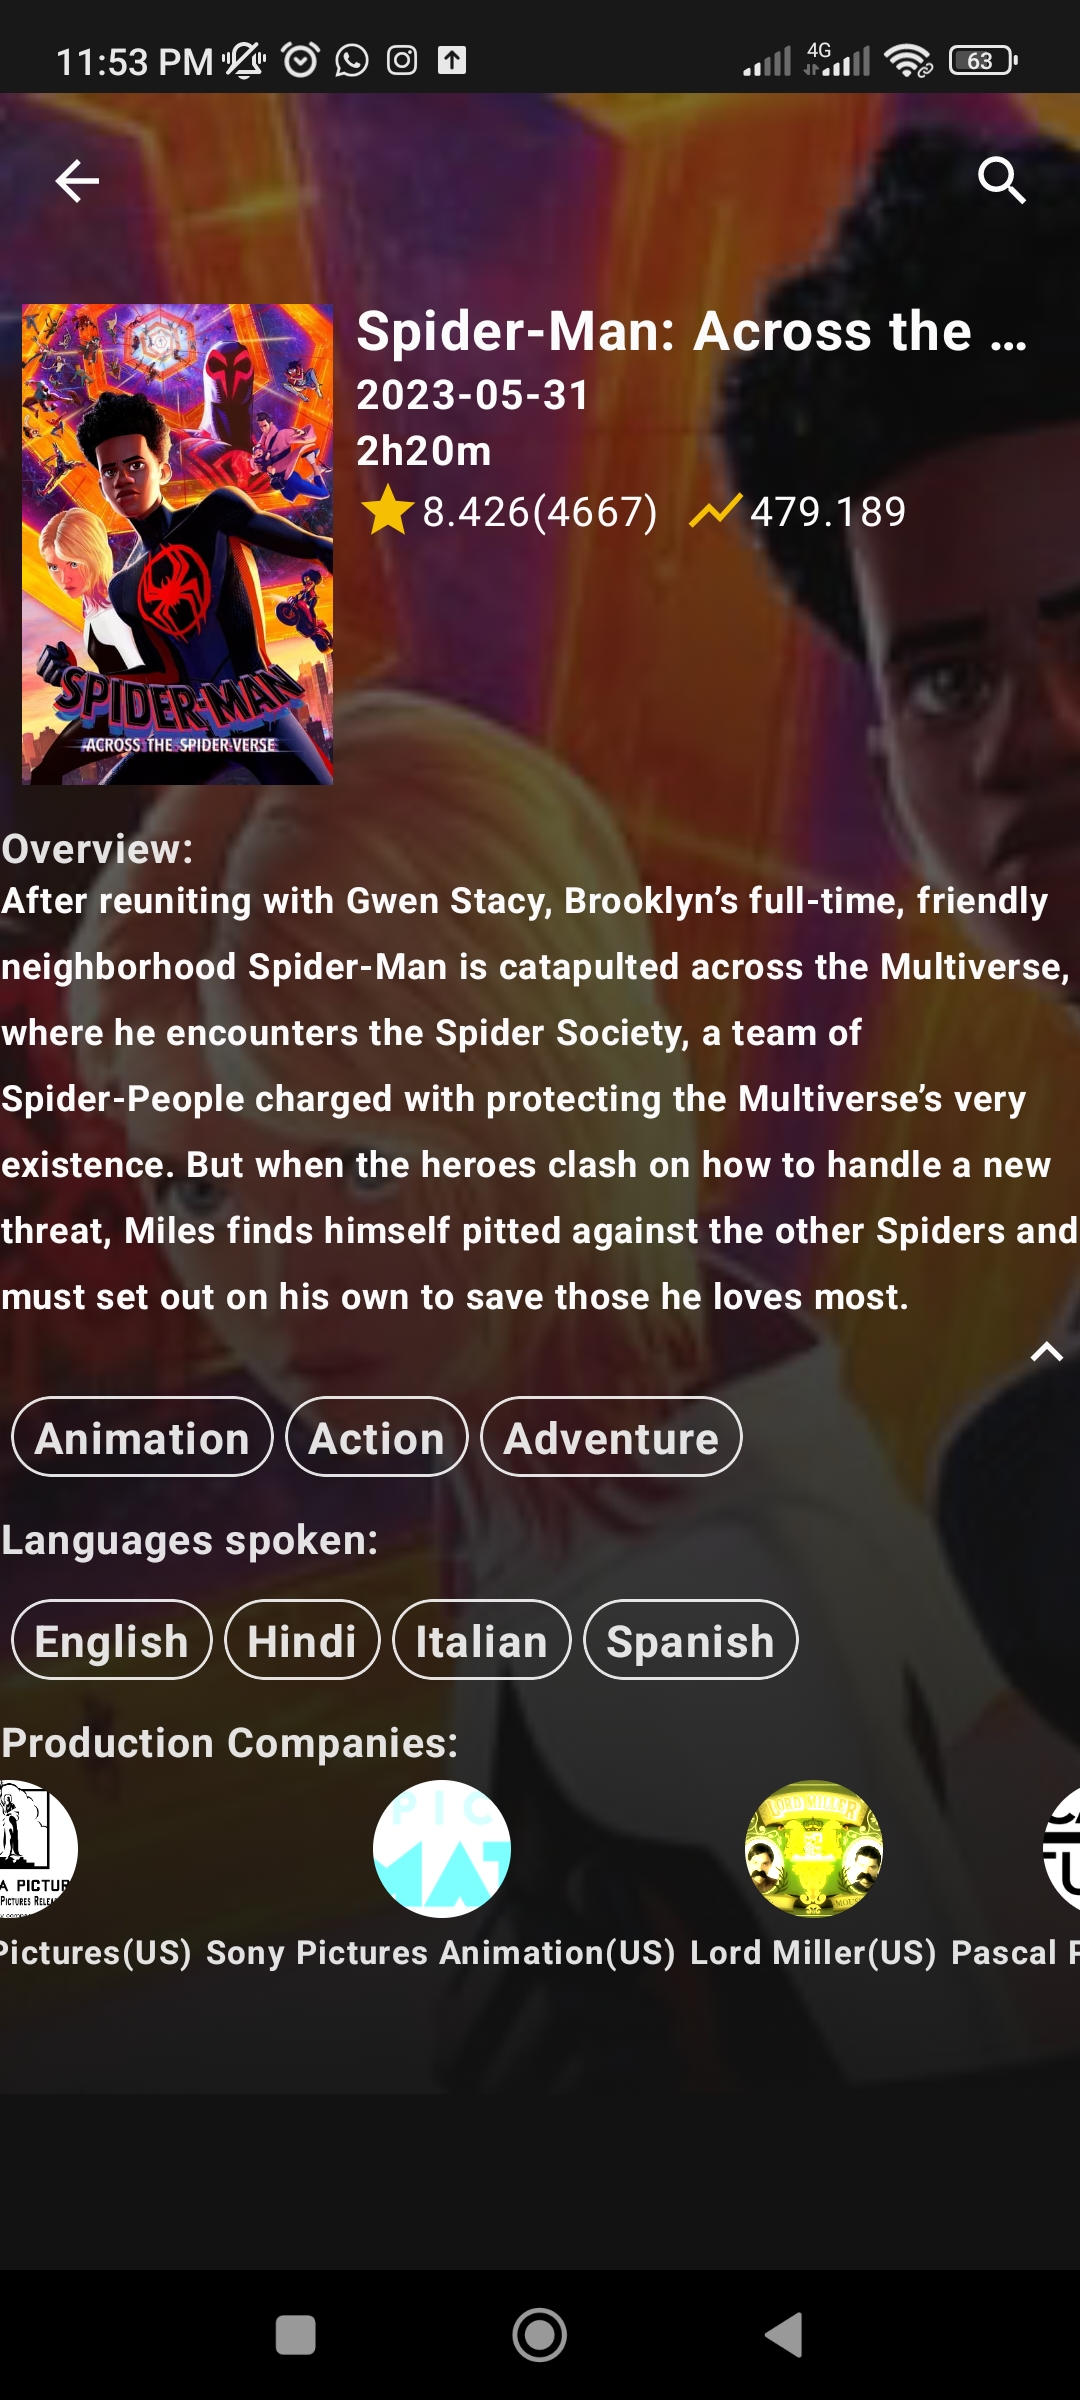 11:53 PM
4G
63
Spider-Man: Across the ...
2023-05-31
2h20m
8.426(4667) 479.189
SPIDER-MAN
ACROSS THE SPIDER-VERSE
Overview:
After reuniting with Gwen Stacy, Brooklyn’s full-time, friendly
neighborhood Spider-Man is catapulted across the Multiverse,
where he encounters the Spider Society, a team of
Spider-People charged with protecting the Multiverse’s very
existence. But when the heroes clash on how to handle a new
threat, Miles finds himself pitted against the other Spiders and
must set out on his own to save those he loves most.
Animation Action Adventure
Languages spoken:
English Hindi Italian Spanish
Production Companies:
PIC
LORD MILLER
A PICTUR
Pictures(US) Sony Pictures Animation(US) Lord Miller(US) Pascal P